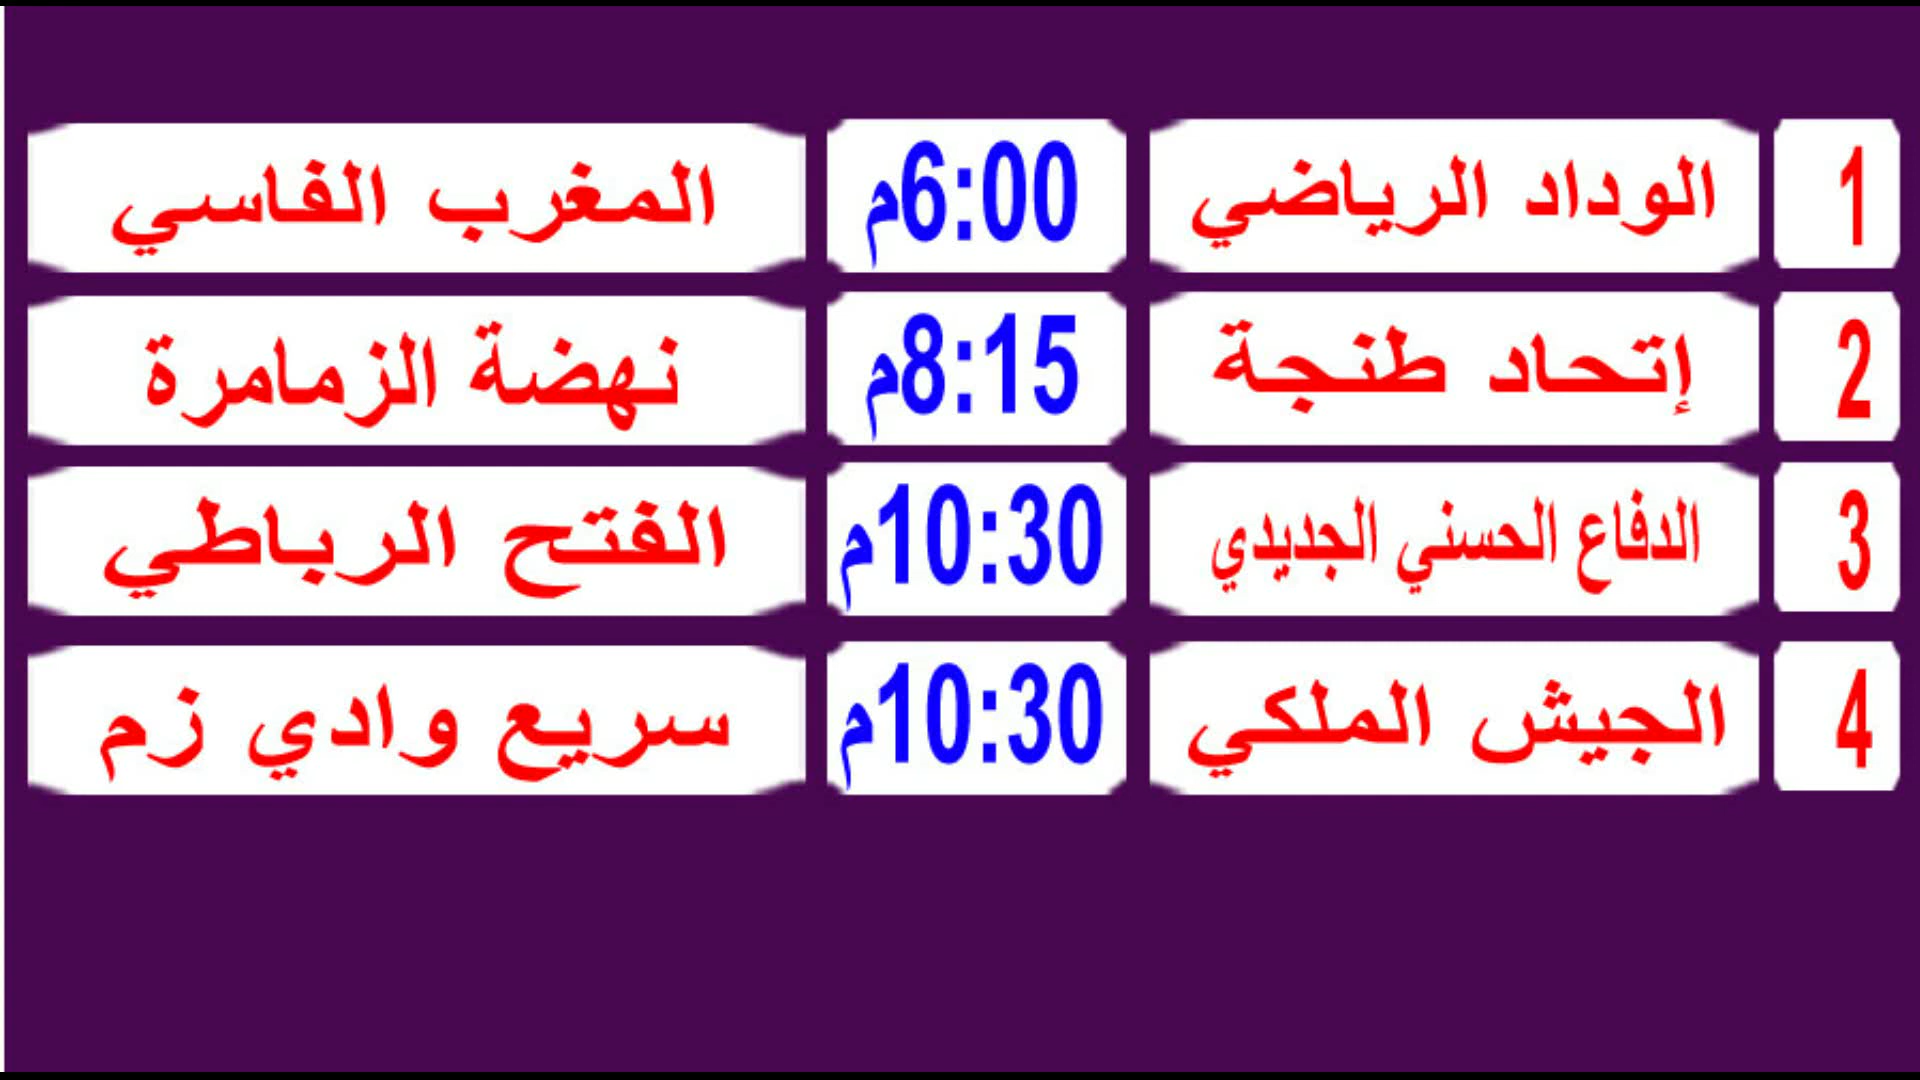 1 الوداد الرياضي 6:00م المغرب الفاسي
2 إتحاد طنجة 8:15م نهضة الزمامرة
3 الدفاع الحسني الجديدي 10:30م الفتح الرباطي
4 الجيش الملكي 10:30م سريع وادي زم